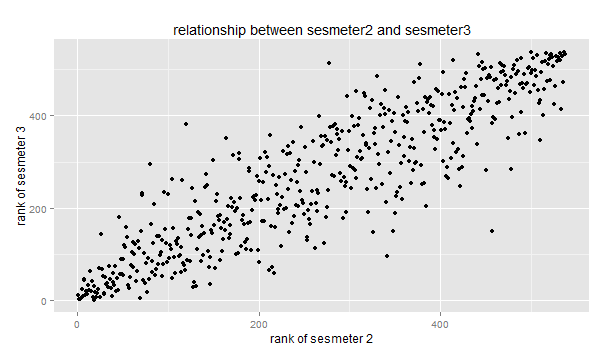 relationship between sesmeter2 and sesmeter3
rank of sesmeter 3
400
200
0
0
200
400
rank of sesmeter 2